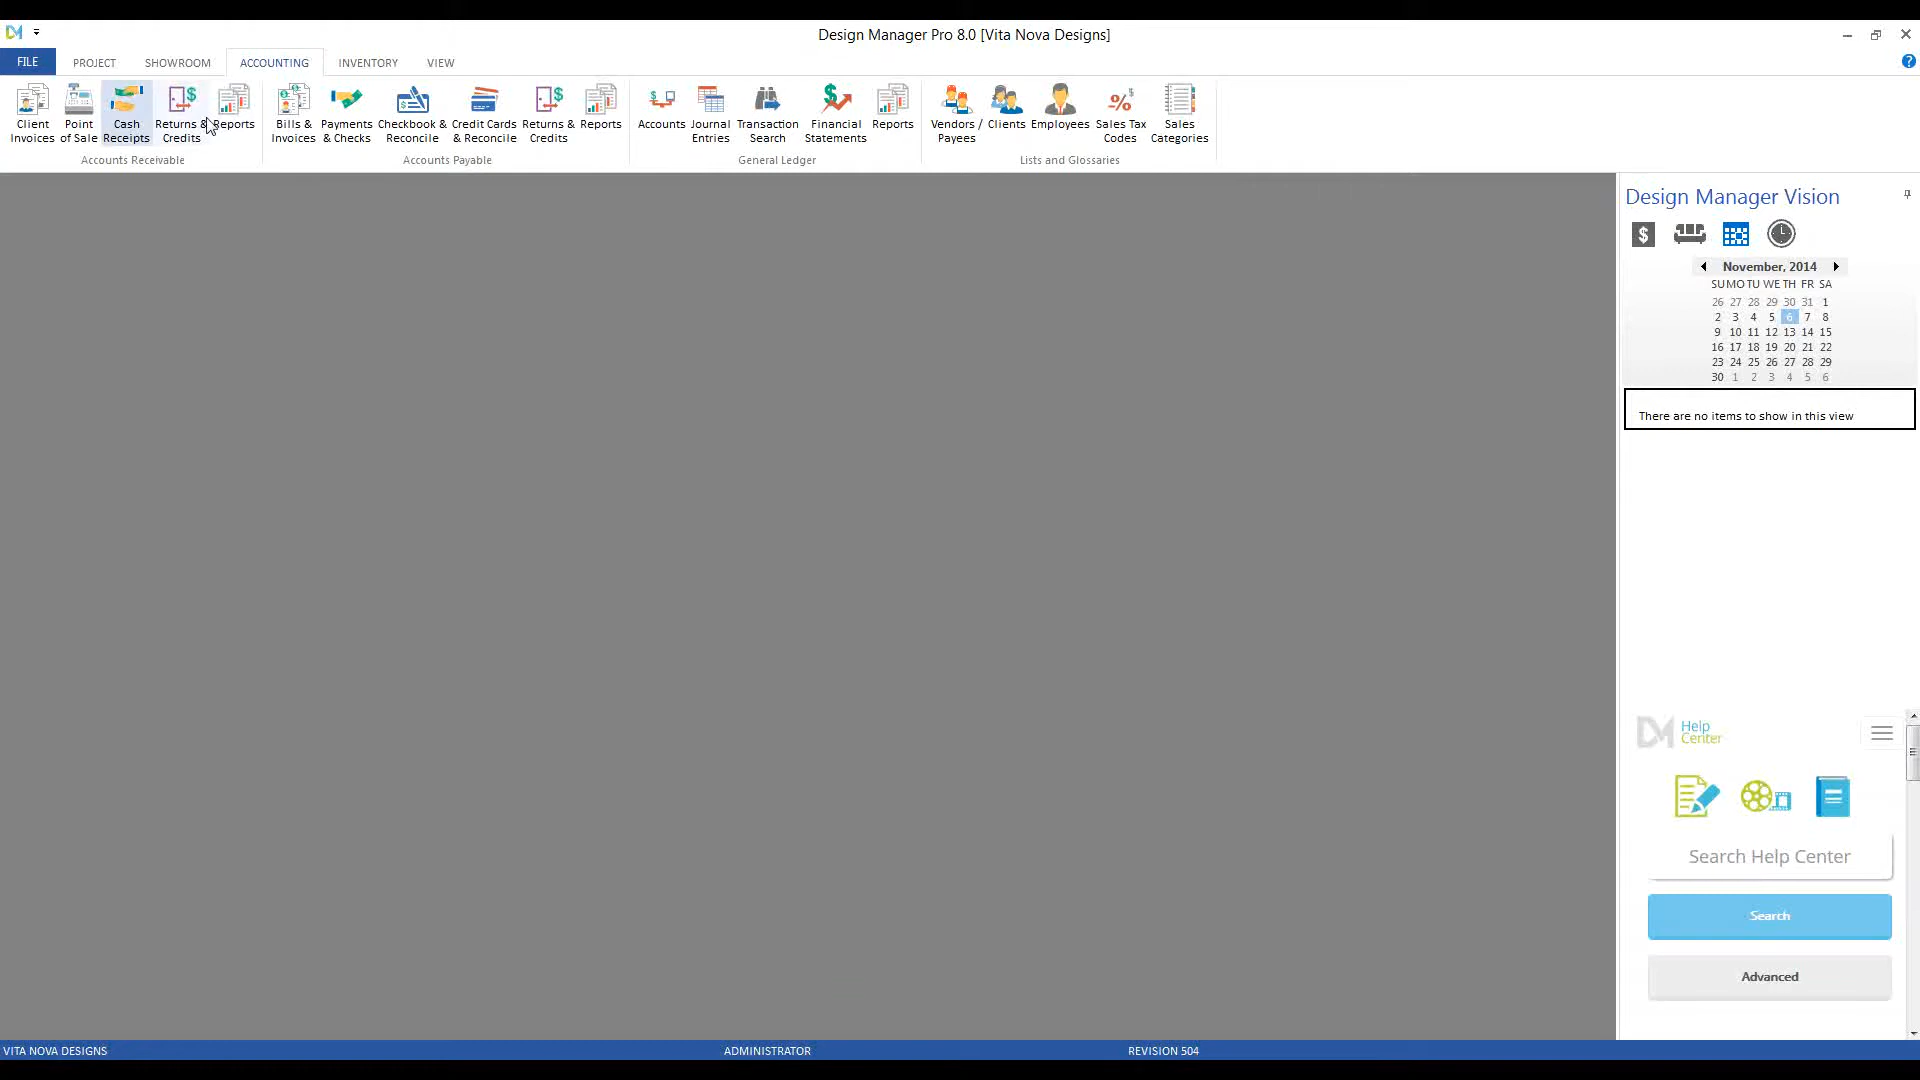 DM
Design Manager Pro 8.0 [Vita Nova Designs]
FILE PROJECT SHOWROOM ACCOUNTING INVENTORY VIEW
Client Invoices
Point of Sale
Cash Receipts
Returns & Credits
Reports
Accounts Receivable
Bills & Invoices
Payments & Checks
Checkbook & Reconcile
Credit Cards & Reconcile
Returns & Credits
Reports
Accounts Payable
Accounts
Journal Entries
Transaction Search
Financial Statements
Reports
General Ledger
Vendors / Payees
Clients
Employees
Sales Tax Codes
Sales Categories
Lists and Glossaries
Design Manager Vision
November, 2014
SU MO TU WE TH FR SA
26 27 28 29 30 31 1
2 3 4 5 6 7 8
9 10 11 12 13 14 15
16 17 18 19 20 21 22
23 24 25 26 27 28 29
30 1 2 3 4 5 6
There are no items to show in this view
DM Help Center
Search Help Center
Search
Advanced
VITA NOVA DESIGNS ADMINISTRATOR REVISION 504